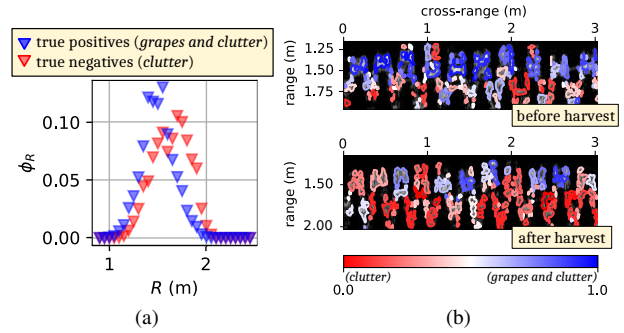 true positives (grapes and clutter)
true negatives (clutter)
0.10
0.05
0.00
ϕR
1
2
R (m)
(a)
cross-range (m)
0 1 2 3
1.25
1.50
1.75
range (m)
before harvest
0 1 2 3
1.50
2.00
range (m)
after harvest
(clutter) (grapes and clutter)
0.0 1.0
(b)